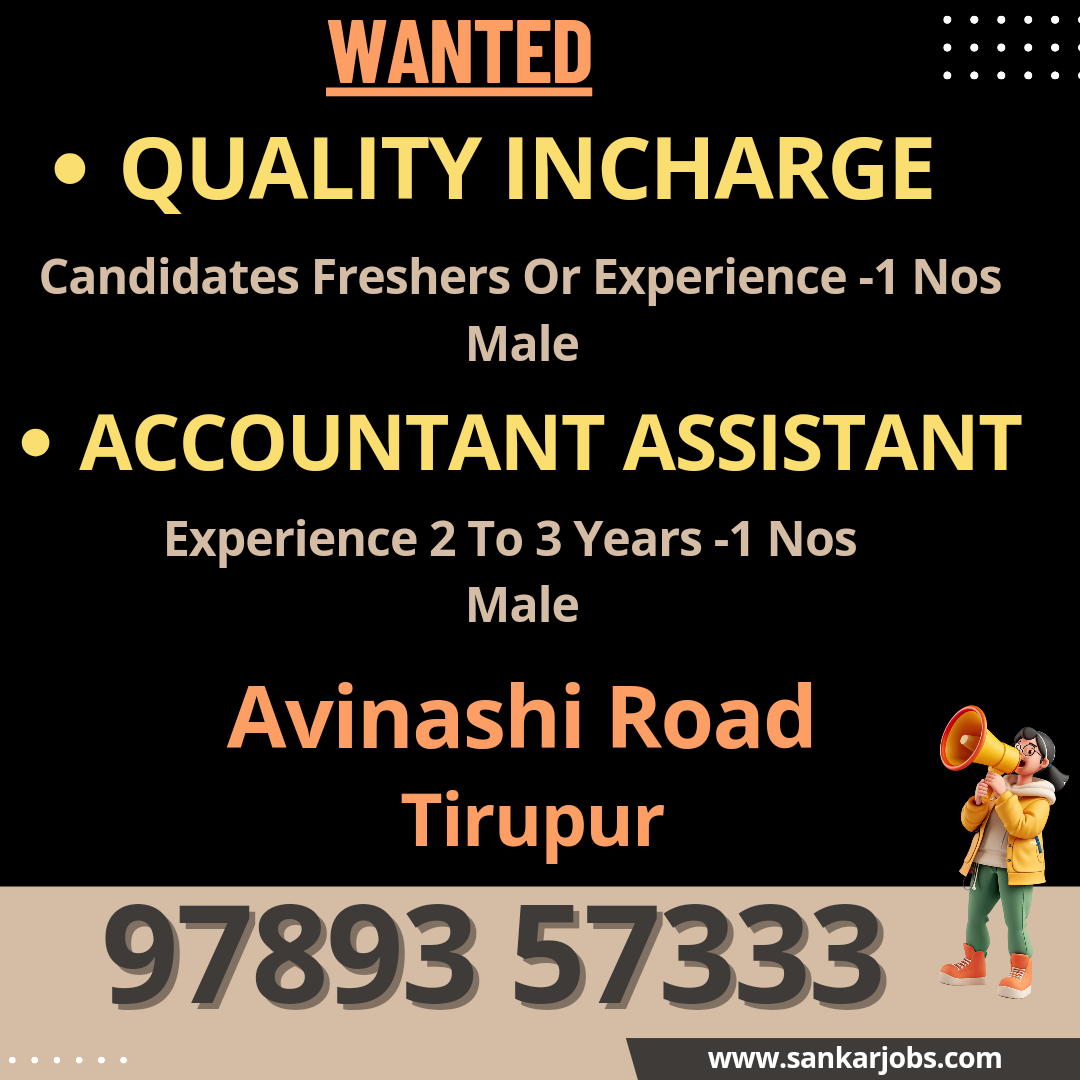 WANTED
• QUALITY INCHARGE
Candidates Freshers Or Experience -1 Nos
Male
• ACCOUNTANT ASSISTANT
Experience 2 To 3 Years -1 Nos
Male
Avinashi Road
Tirupur
97893 57333
www.sankarjobs.com